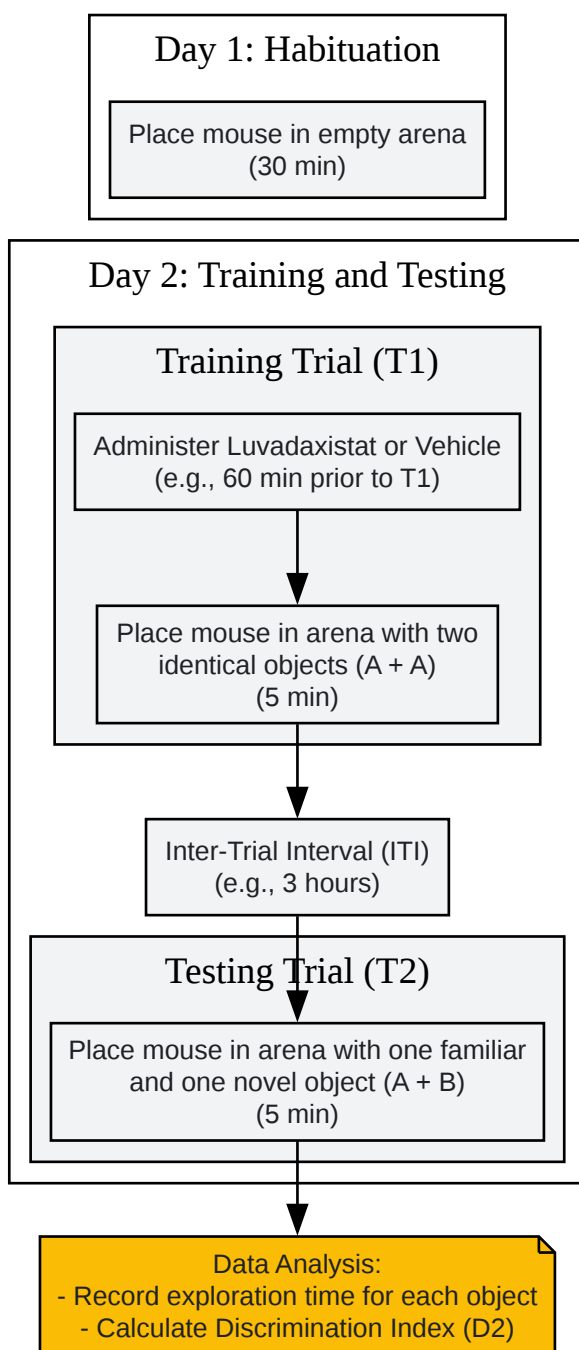 Day 1: Habituation
Place mouse in empty arena
(30 min)
Day 2: Training and Testing
Training Trial (T1)
Administer Luvadaxistat or Vehicle
(e.g., 60 min prior to T1)
Place mouse in arena with two
identical objects (A + A)
(5 min)
Inter-Trial Interval (ITI)
(e.g., 3 hours)
Testing Trial (T2)
Place mouse in arena with one familiar
and one novel object (A + B)
(5 min)
Data Analysis:
- Record exploration time for each object
- Calculate Discrimination Index (D2)